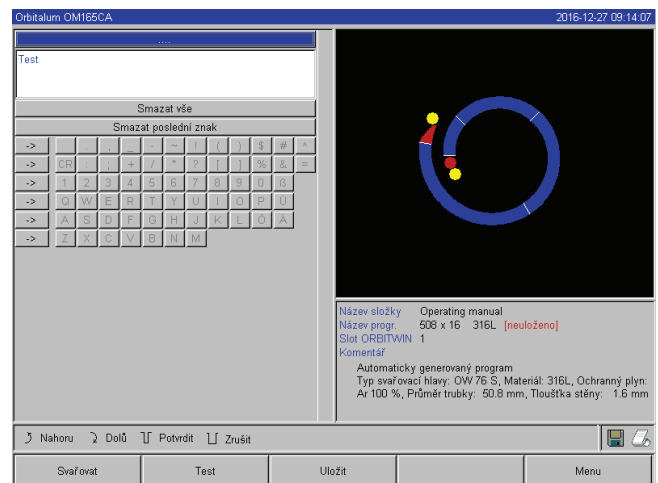 Orbitalum OM165CA 2016-12-27 09:14:07
....
Test
Smazat vše
Smazat poslední znak
-> . , _ - ~ ! ( ) $ # ^
-> CR : ; + / * ? [ ] % & =
-> 1 2 3 4 5 6 7 8 9 0 ß
-> Q W E R T Y U I O P Ü
-> A S D F G H J K L Ö Ä
-> Z X C V B N M
Název složky Operating manual
Název progr. 508 x 16 316L [neuloženo]
Slot ORBITWIN 1
Komentář
Automaticky generovaný program
Typ svařovací hlavy: OW 76 S, Materiál: 316L, Ochranný plyn:
Ar 100 %, Průměr trubky: 50.8 mm, Tloušťka stěny: 1.6 mm
Nahoru Dolů Potvrdit Zrušit
Svařovat Test Uložit Menu